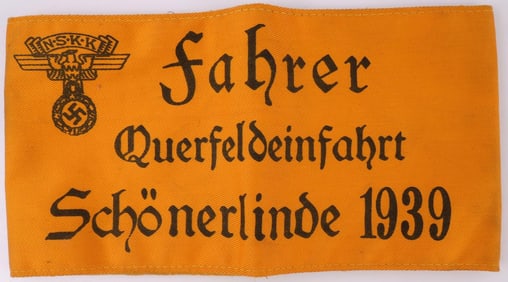 N·S·K·K
Fahrer
Querfeldeinfahrt
Schönerlinde 1939